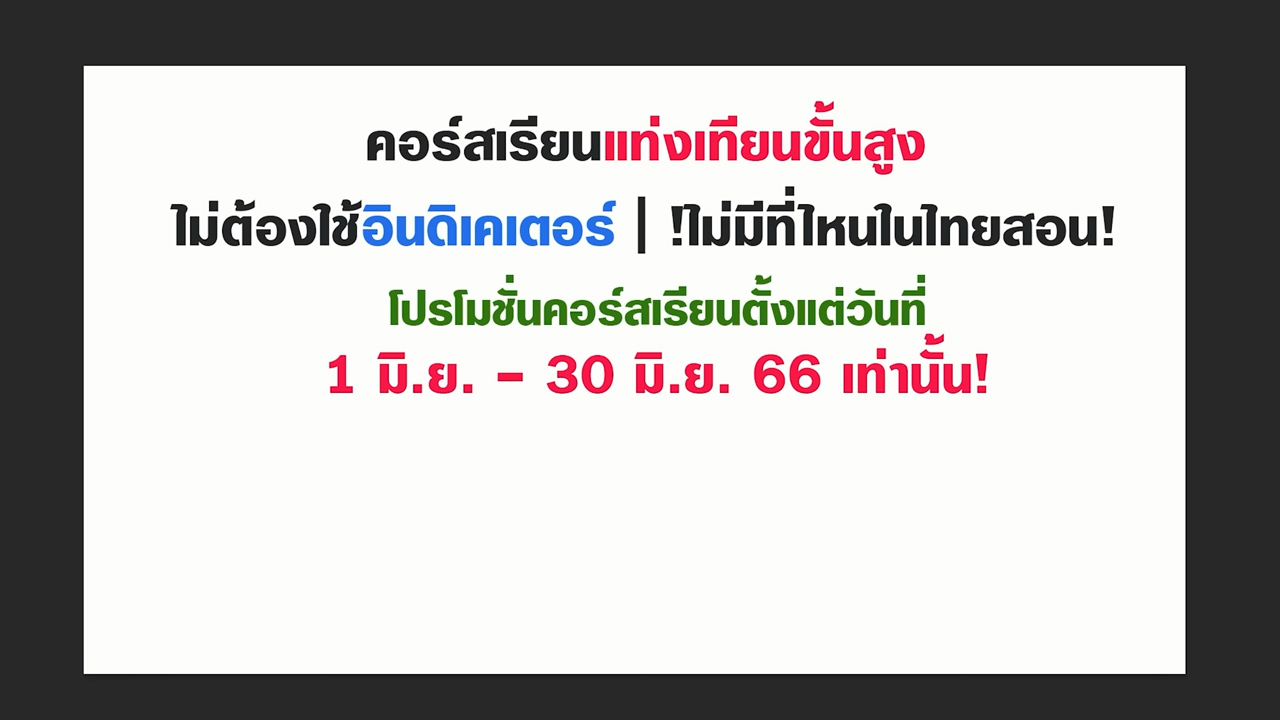 คอร์สเรียนแท่งเทียนขั้นสูง
ไม่ต้องใช้อินดิเคเตอร์ | !ไม่มีที่ไหนในไทยสอน!
โปรโมชั่นคอร์สเรียนตั้งแต่วันที่
1 มิ.ย. – 30 มิ.ย. 66 เท่านั้น!